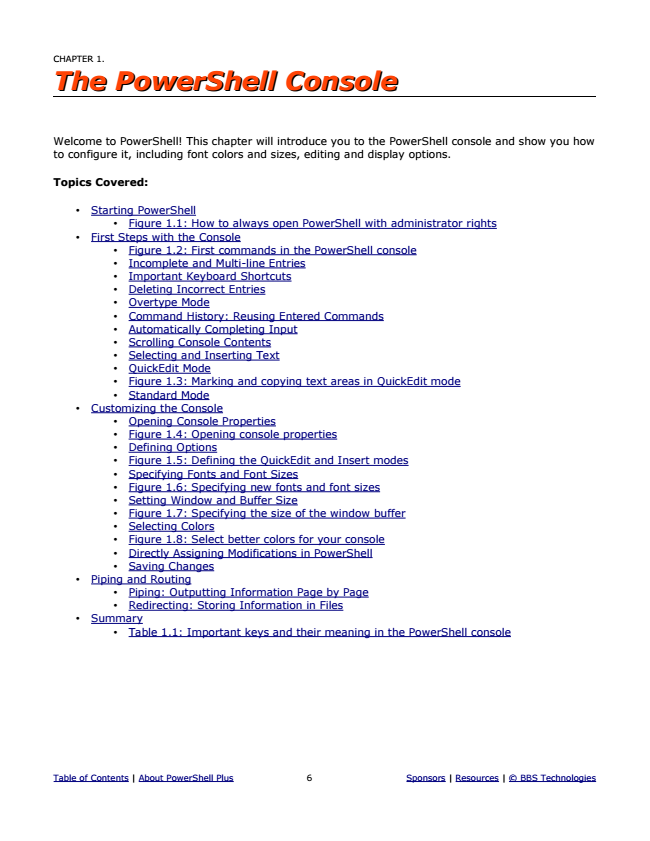 CHAPTER 1.
The PowerShell Console
Welcome to PowerShell! This chapter will introduce you to the PowerShell console and show you how
to configure it, including font colors and sizes, editing and display options.
Topics Covered:
• Starting PowerShell
• Figure 1.1: How to always open PowerShell with administrator rights
• First Steps with the Console
• Figure 1.2: First commands in the PowerShell console
• Incomplete and Multi-line Entries
• Important Keyboard Shortcuts
• Deleting Incorrect Entries
• Overtype Mode
• Command History: Reusing Entered Commands
• Automatically Completing Input
• Scrolling Console Contents
• Selecting and Inserting Text
• QuickEdit Mode
• Figure 1.3: Marking and copying text areas in QuickEdit mode
• Standard Mode
• Customizing the Console
• Opening Console Properties
• Figure 1.4: Opening console properties
• Defining Options
• Figure 1.5: Defining the QuickEdit and Insert modes
• Specifying Fonts and Font Sizes
• Figure 1.6: Specifying new fonts and font sizes
• Setting Window and Buffer Size
• Figure 1.7: Specifying the size of the window buffer
• Selecting Colors
• Figure 1.8: Select better colors for your console
• Directly Assigning Modifications in PowerShell
• Saving Changes
• Piping and Routing
• Piping: Outputting Information Page by Page
• Redirecting: Storing Information in Files
• Summary
• Table 1.1: Important keys and their meaning in the PowerShell console
Table of Contents | About PowerShell Plus 6 Sponsors | Resources | © BBS Technologies